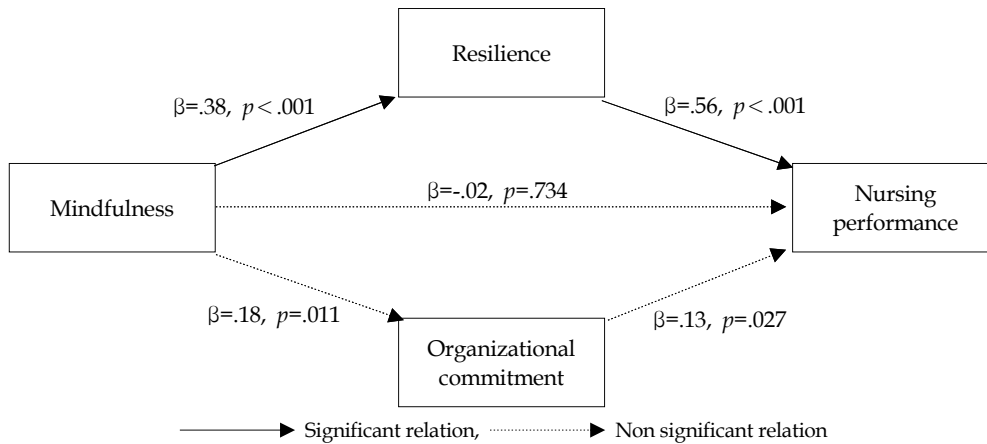 Resilience
β=.38, p<.001
β=.56, p<.001
Mindfulness
β=-.02, p=.734
Nursing
performance
β=.18, p=.011
β=.13, p=.027
Organizational
commitment
Significant relation, Non significant relation